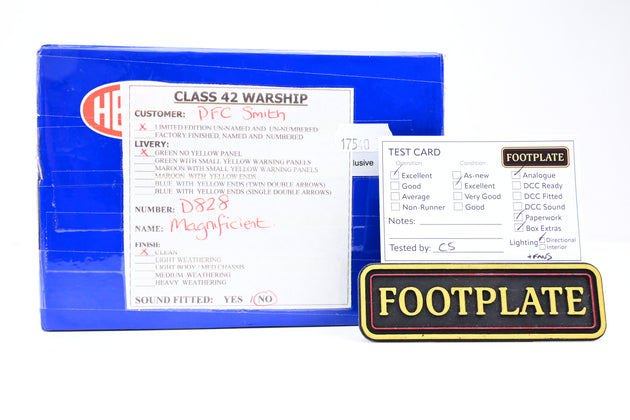 HE
CLASS 42 WARSHIP
CUSTOMER: DFC Smith
X LIMITED EDITION UN-NAMED AND UN-NUMBERED
FACTORY FINISHED, NAMED AND NUMBERED
LIVERY:
X GREEN NO YELLOW PANEL
GREEN WITH SMALL YELLOW WARNING PANELS
MAROON WITH SMALL YELLOW WARNING PANELS
MAROON WITH YELLOW ENDS
BLUE WITH YELLOW ENDS (TWIN DOUBLE ARROWS)
BLUE WITH YELLOW ENDS (SINGLE DOUBLE ARROWS)
NUMBER: D828
NAME: Magnificient.
FINISH:
X CLEAN
LIGHT WEATHERING
LIGHT BODY / MED CHASSIS
MEDIUM WEATHERING
HEAVY WEATHERING
SOUND FITTED: YES / NO
17540
clusive
TEST CARD
FOOTPLATE
Operation
Excellent
Good
Average
Non-Runner
Condition
As-new
Excellent
Very Good
Good
Analogue
DCC Ready
DCC Fitted
DCC Sound
Paperwork
Box Extras
Notes:
Tested by: CS
Lighting
Directional
Interior
+ FANS
FOOTPLATE